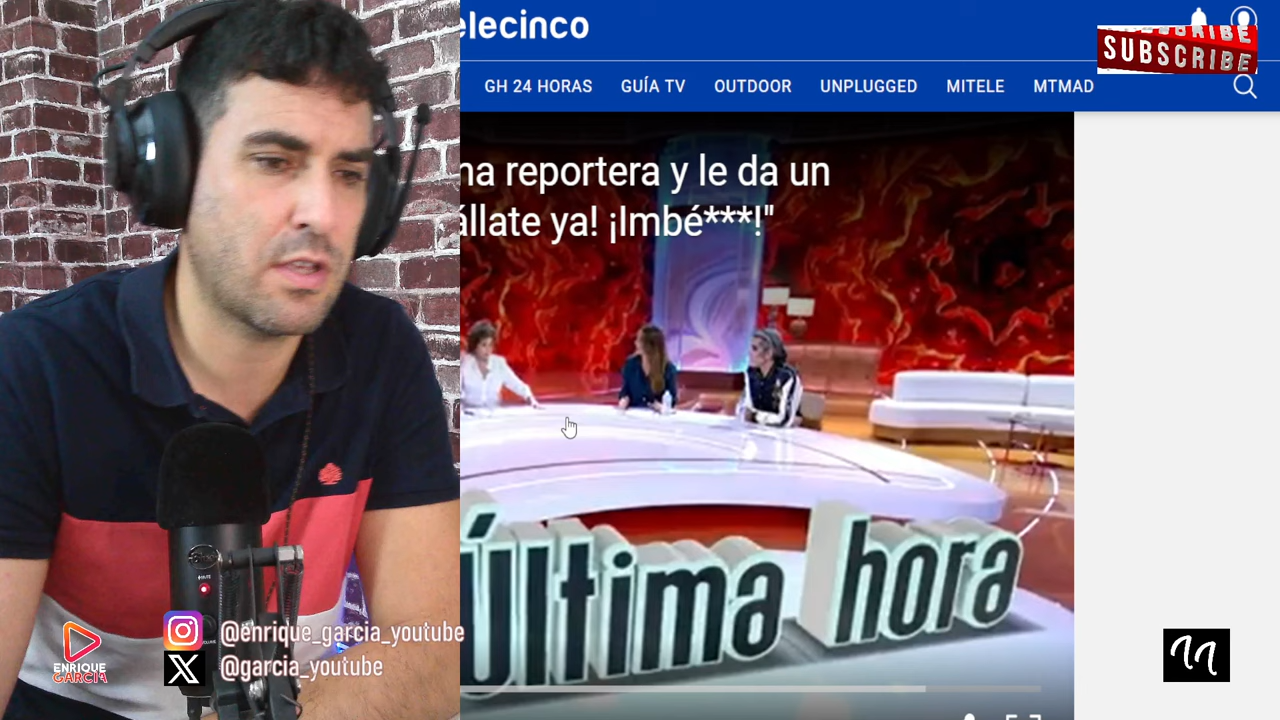 elecinco
SUBSCRIBE
SUBSCRIBE
GH 24 HORAS GUÍA TV OUTDOOR UNPLUGGED MITELE MTMAD
na reportera y le da un
állate ya! ¡Imbé***!"
Última hora
ENRIQUE
GARCIA
@enrique_garcia_youtube
@garcia_youtube